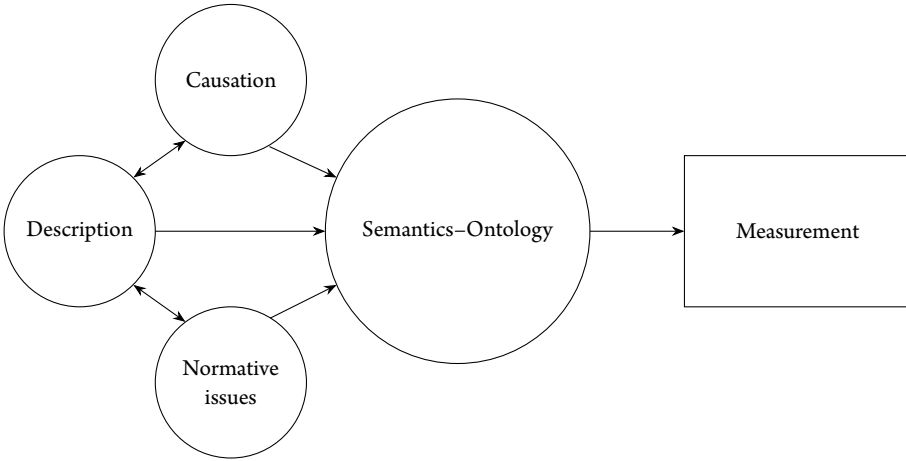 Causation
Description
Semantics–Ontology
Measurement
Normative
issues